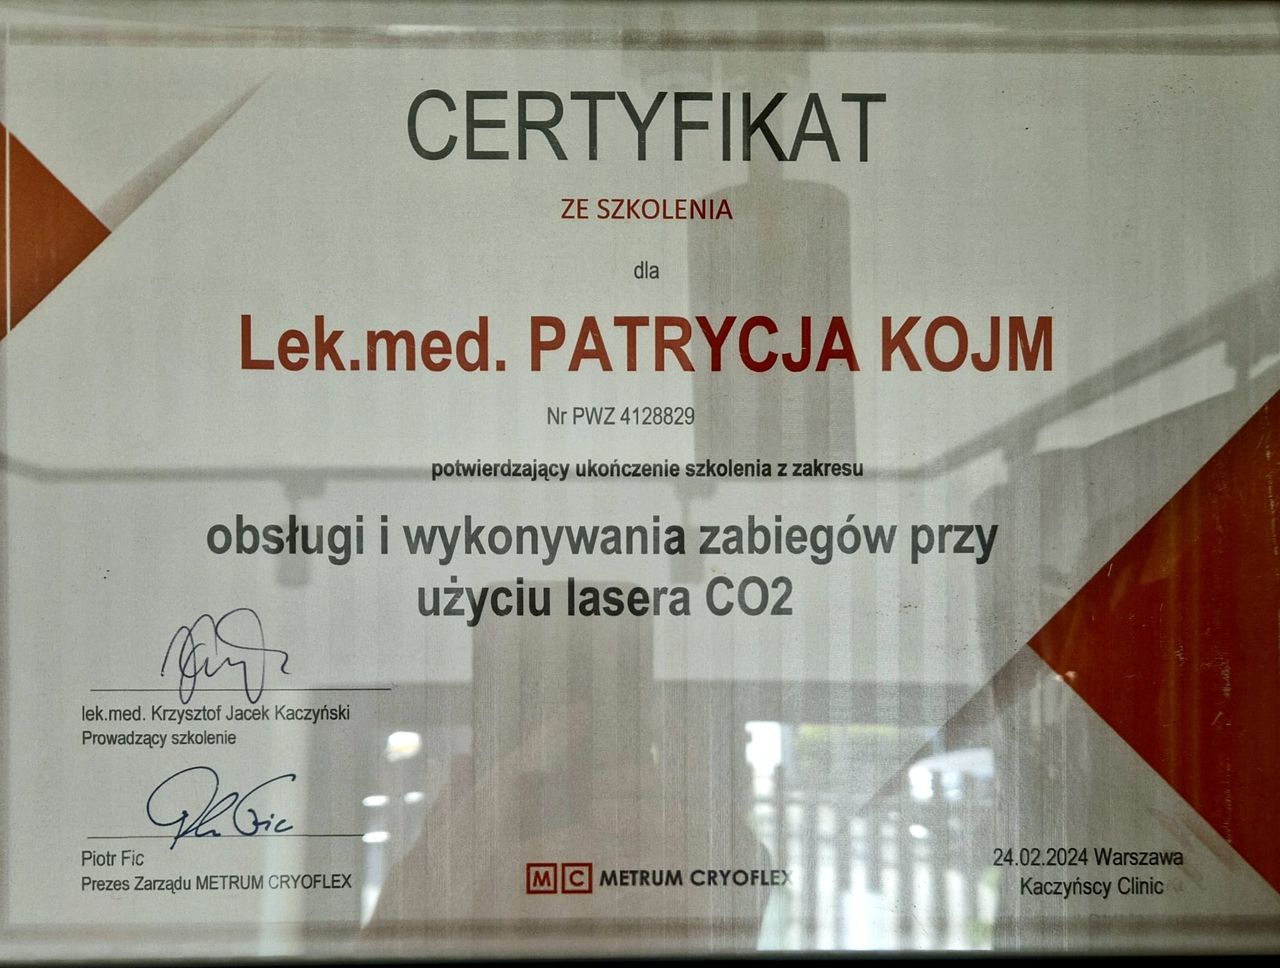 CERTYFIKAT
ZE SZKOLENIA
dla
Lek.med. PATRYCJA KOJM
Nr PWZ 4128829
potwierdzający ukończenie szkolenia z zakresu
obsługi i wykonywania zabiegów przy
użyciu lasera CO2
lek.med. Krzysztof Jacek Kaczyński
Prowadzący szkolenie
Piotr Fic
Prezes Zarządu METRUM CRYOFLEX
MC METRUM CRYOFLEX
24.02.2024 Warszawa
Kaczyńscy Clinic